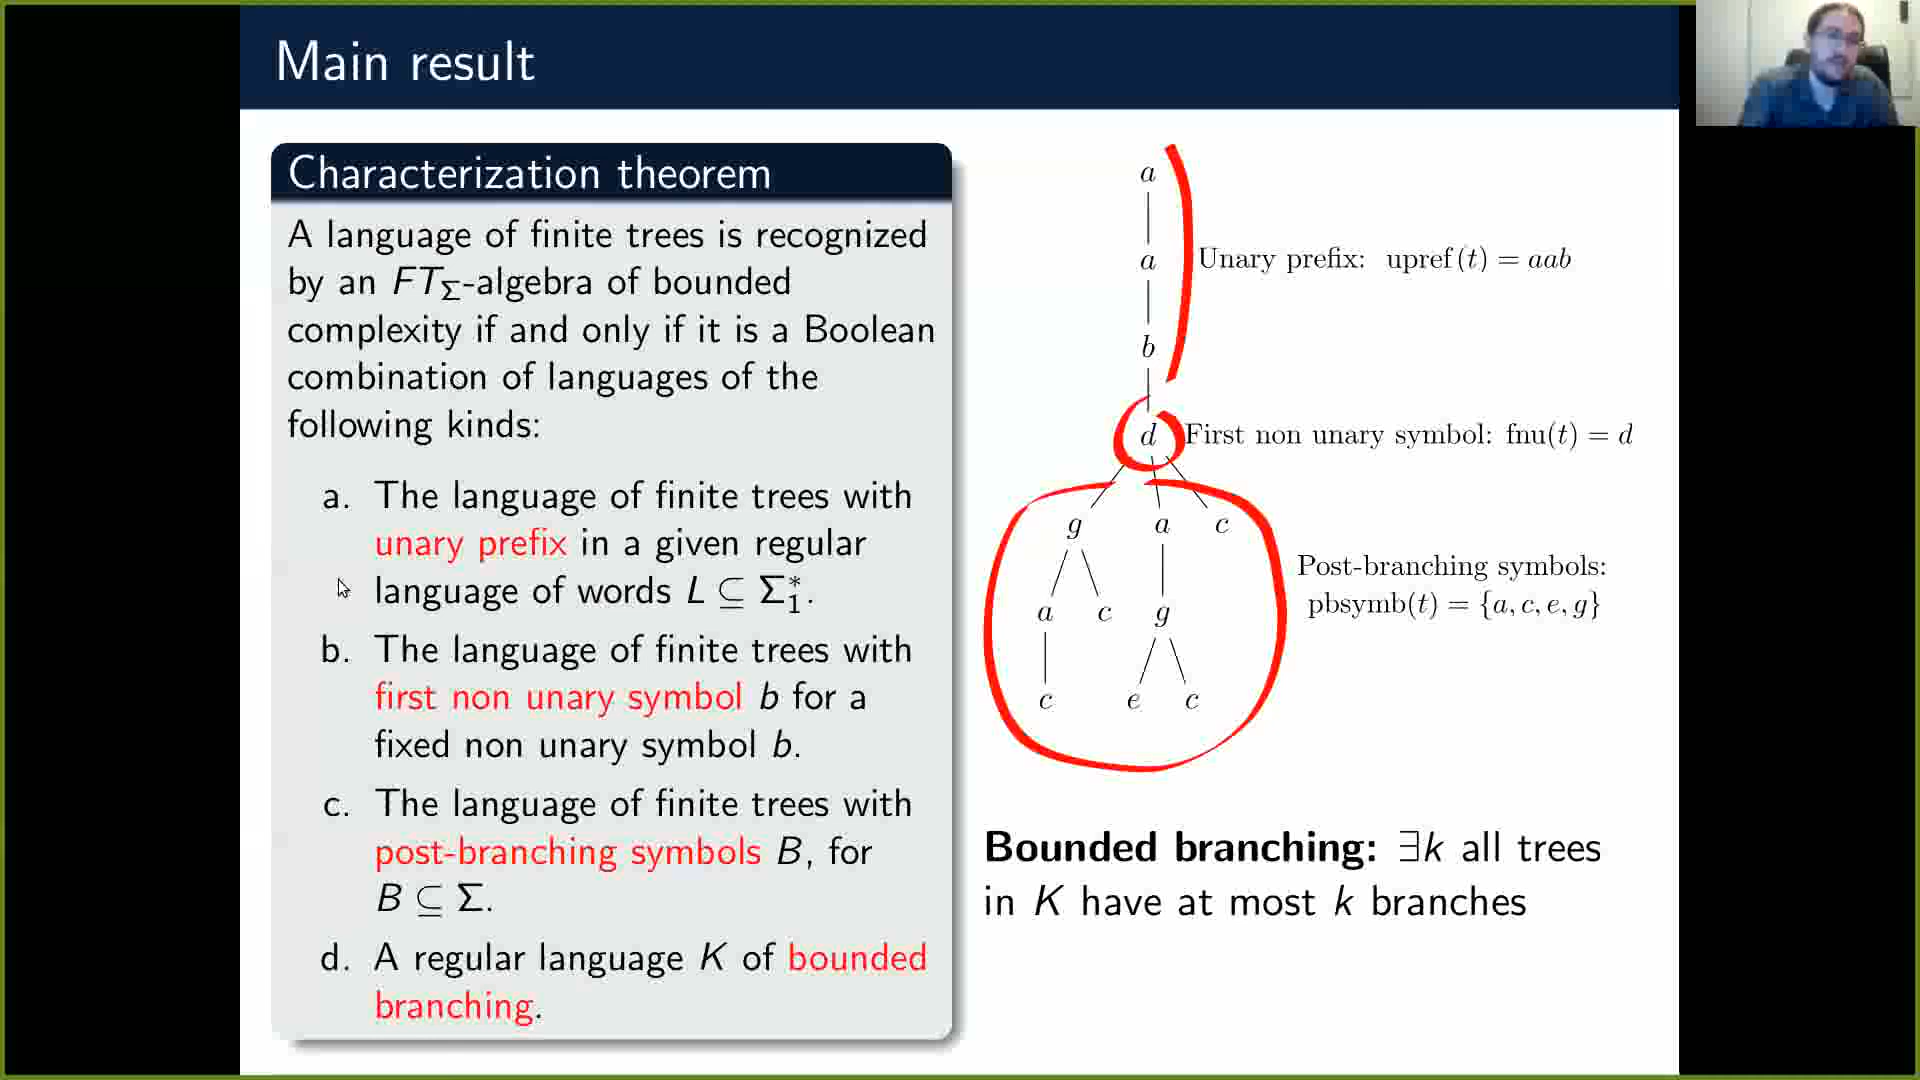 Main result
Characterization theorem
A language of finite trees is recognized
by an FT_Σ-algebra of bounded
complexity if and only if it is a Boolean
combination of languages of the
following kinds:
a. The language of finite trees with
unary prefix in a given regular
language of words L ⊆ Σ₁*.
b. The language of finite trees with
first non unary symbol b for a
fixed non unary symbol b.
c. The language of finite trees with
post-branching symbols B, for
B ⊆ Σ.
d. A regular language K of bounded
branching.
a
a
Unary prefix: upref(t) = aab
b
d
First non unary symbol: fnu(t) = d
g a c
a c g
c e c
Post-branching symbols:
pbsymb(t) = {a, c, e, g}
Bounded branching: ∃k all trees
in K have at most k branches